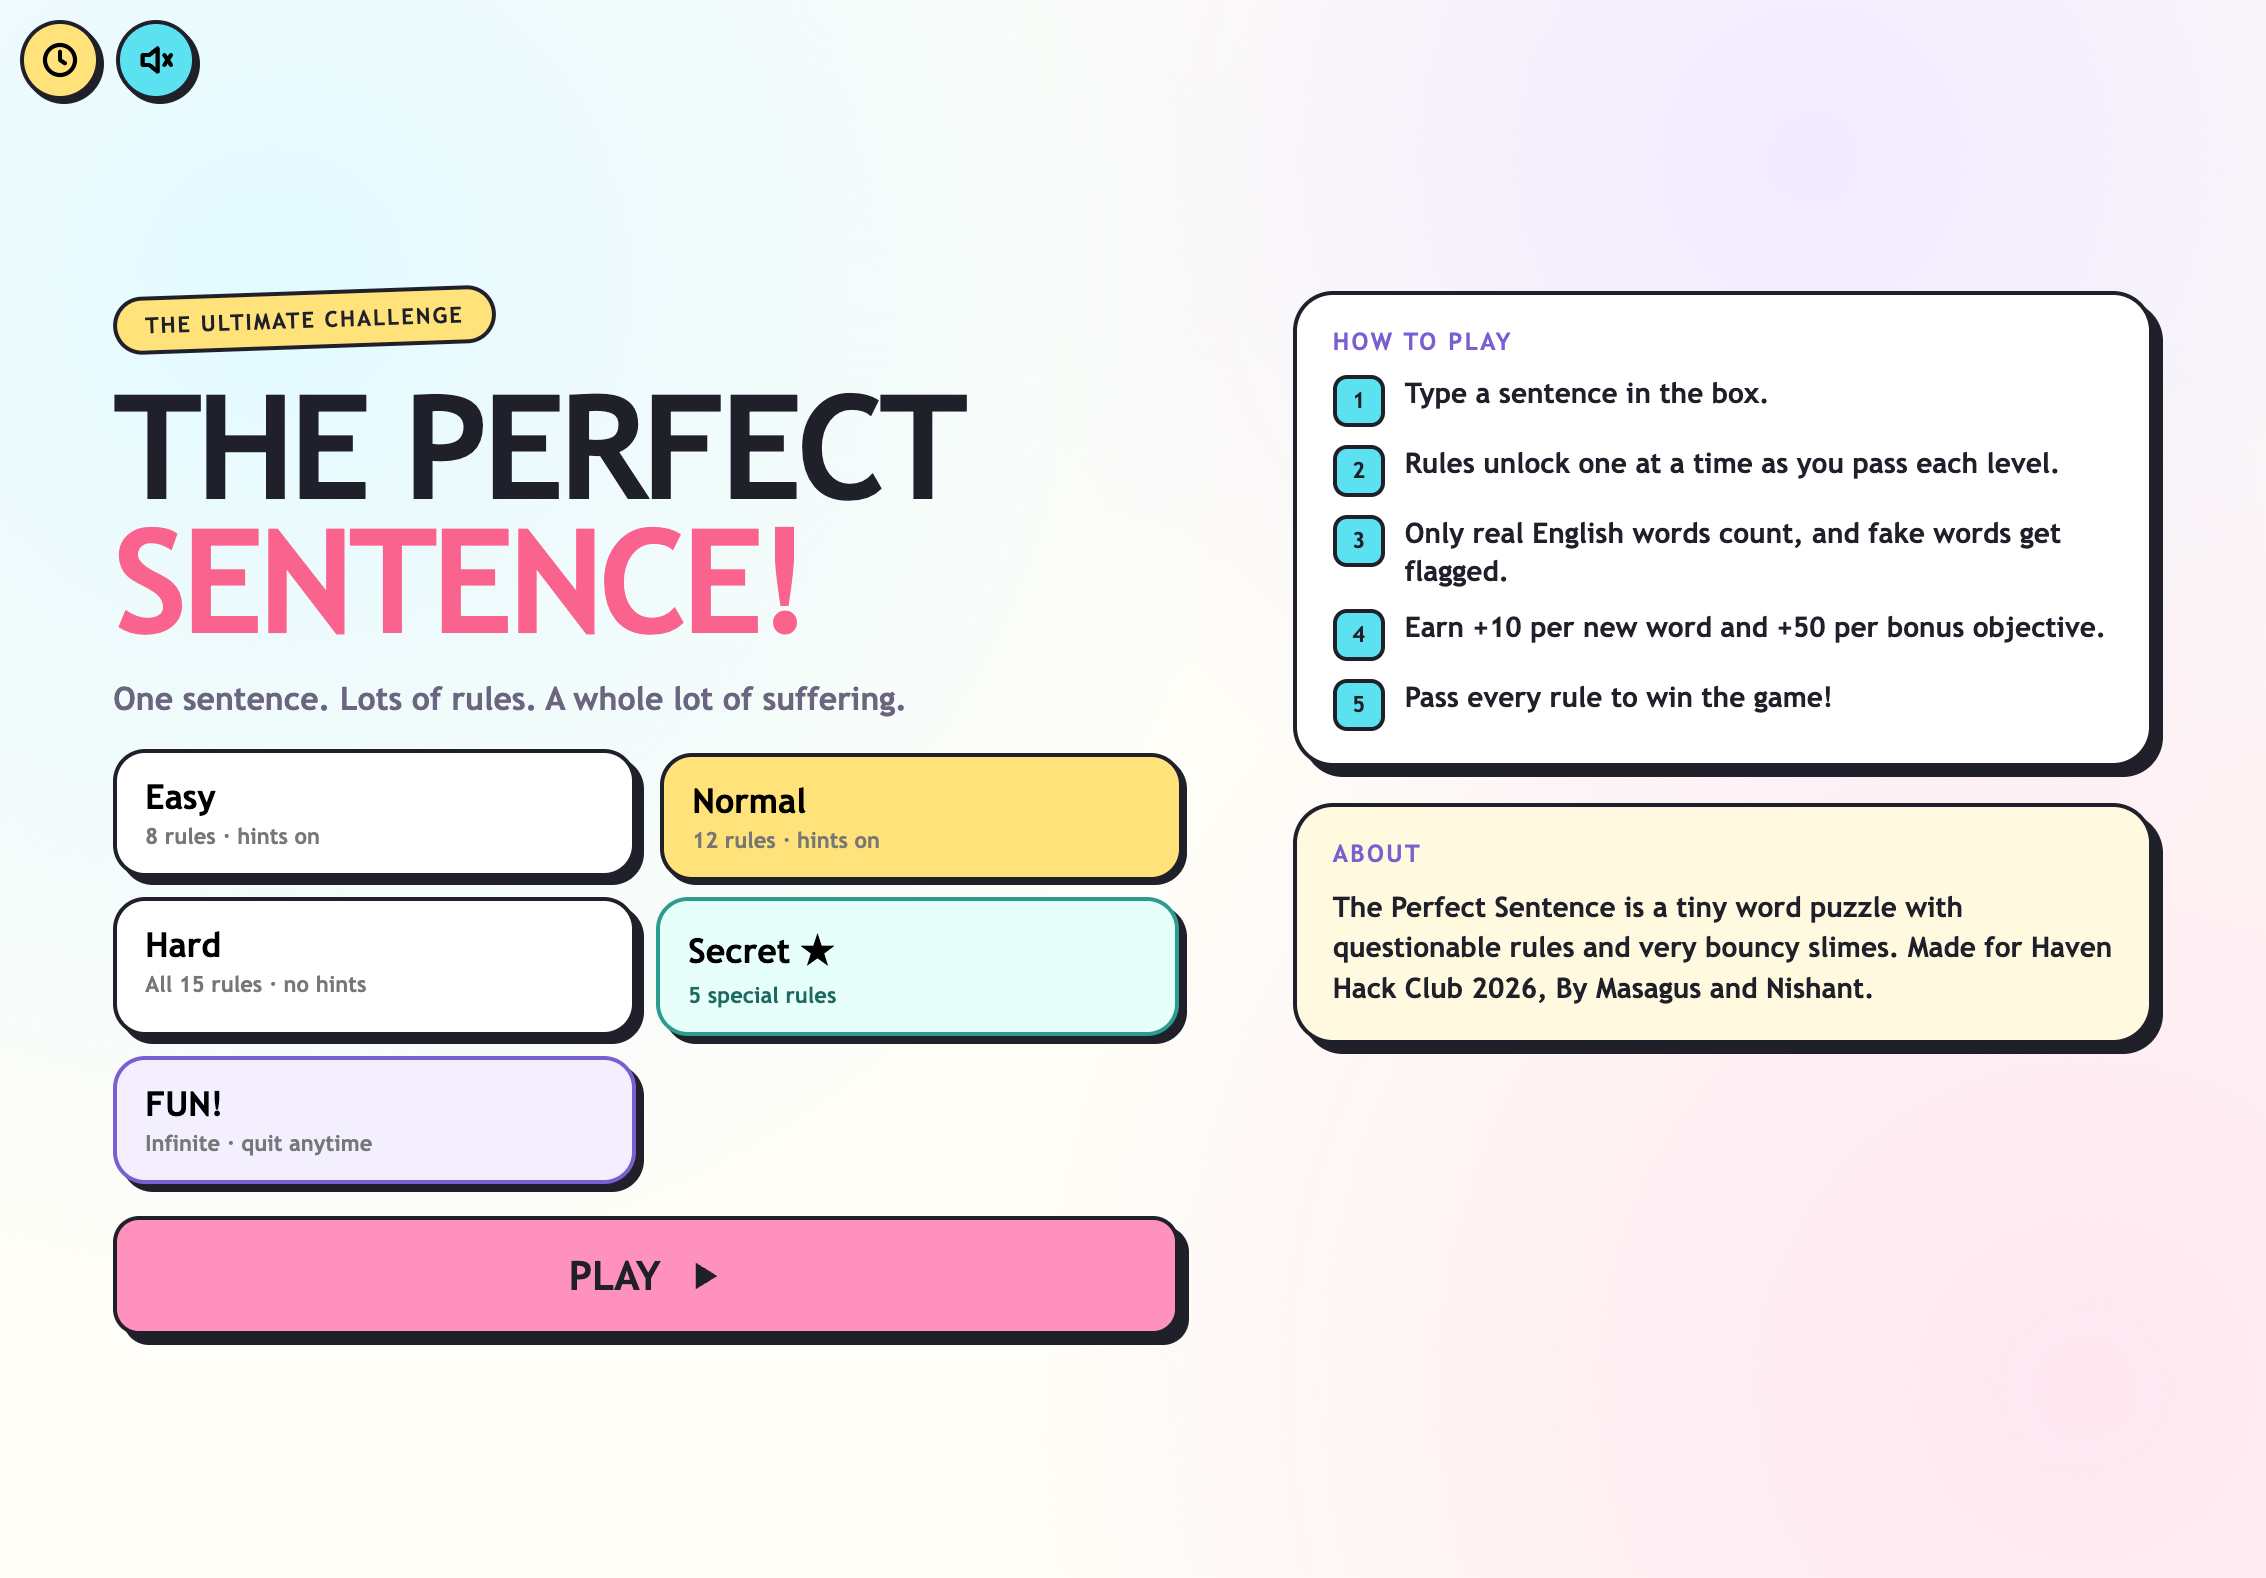 THE ULTIMATE CHALLENGE
THE PERFECT
SENTENCE!
One sentence. Lots of rules. A whole lot of suffering.
Easy
8 rules · hints on
Normal
12 rules · hints on
Hard
All 15 rules · no hints
Secret ★
5 special rules
FUN!
Infinite · quit anytime
PLAY ▶
HOW TO PLAY
1 Type a sentence in the box.
2 Rules unlock one at a time as you pass each level.
3 Only real English words count, and fake words get
flagged.
4 Earn +10 per new word and +50 per bonus objective.
5 Pass every rule to win the game!
ABOUT
The Perfect Sentence is a tiny word puzzle with
questionable rules and very bouncy slimes. Made for Haven
Hack Club 2026, By Masagus and Nishant.